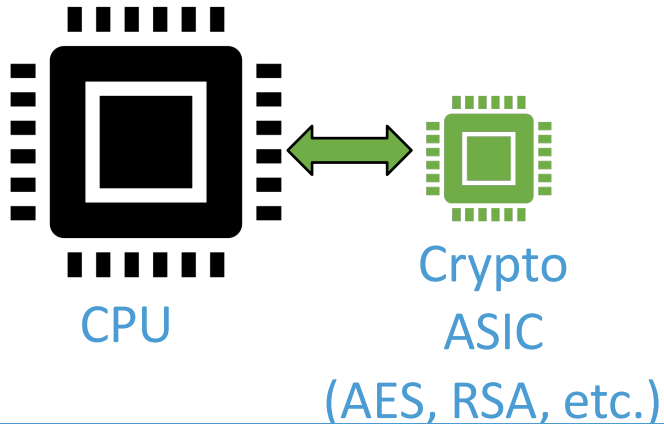 CPU
Crypto
ASIC
(AES, RSA, etc.)